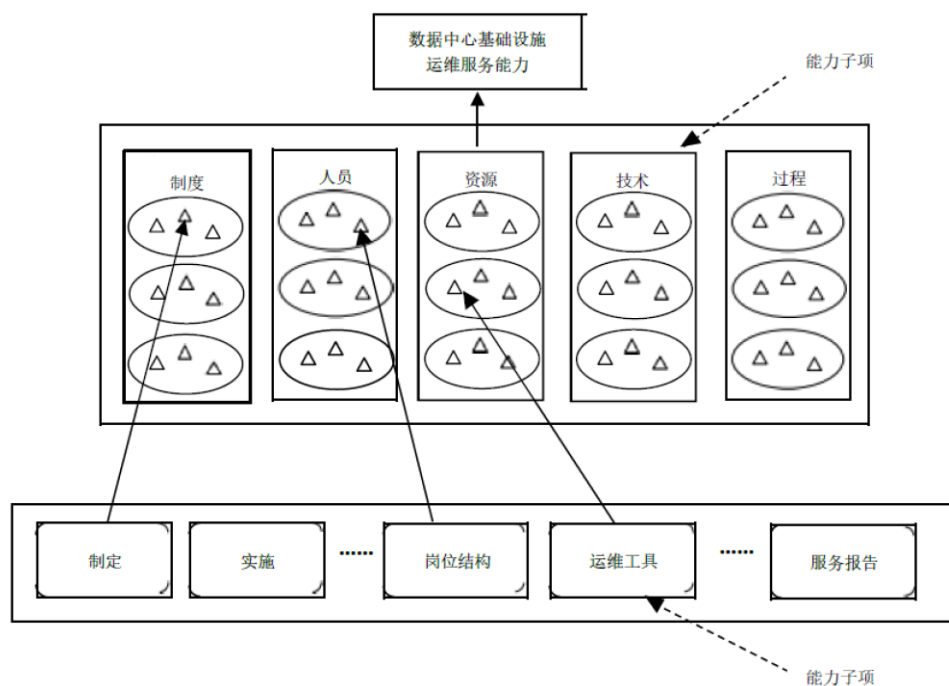 数据中心基础设施
运维服务能力
能力子项
制度
人员
资源
技术
过程
制定
实施
……
岗位结构
运维工具
……
服务报告
能力子项